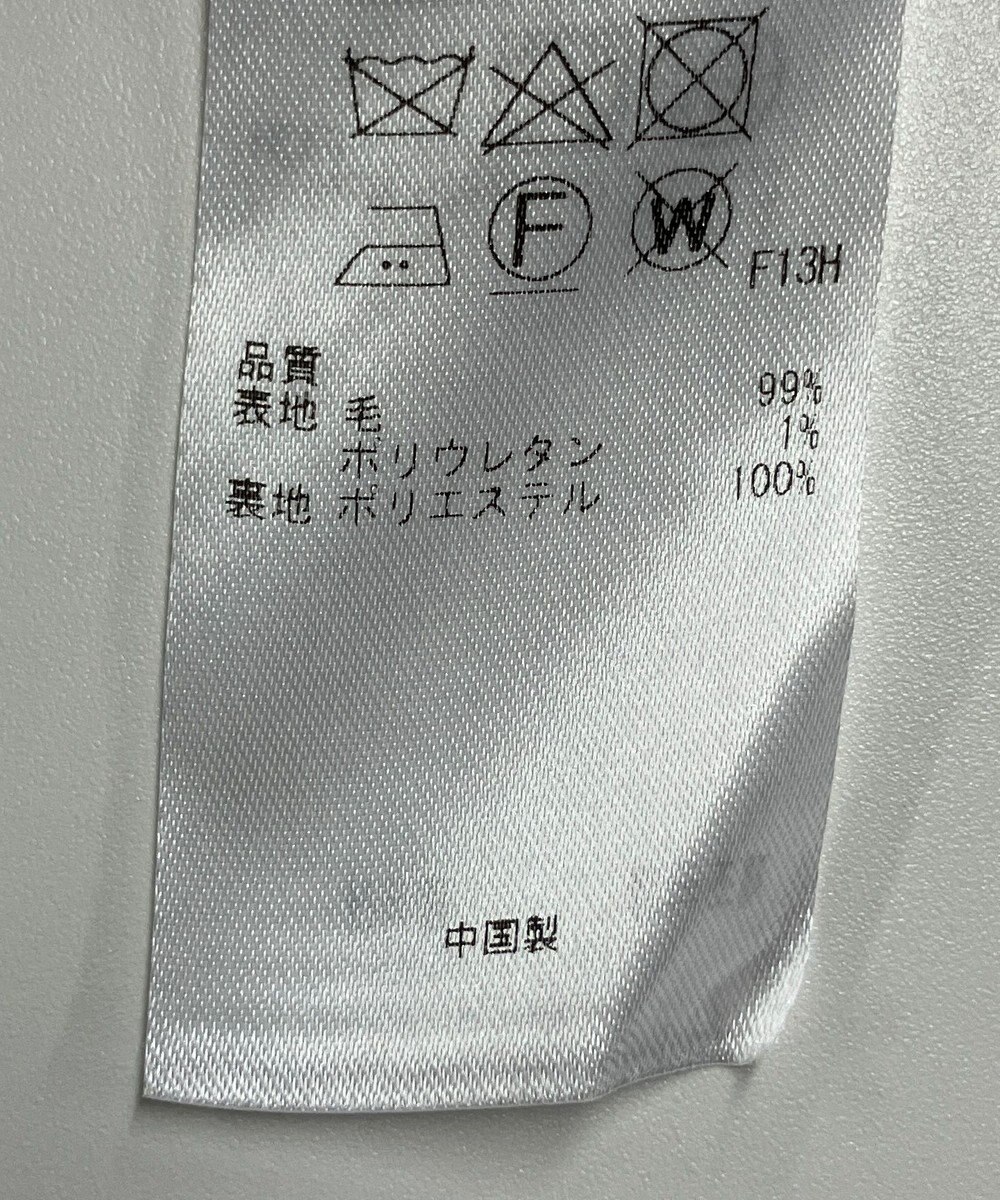 F W F13H
品質
表地 毛 99%
ポリウレタン 1%
裏地 ポリエステル 100%
中国製